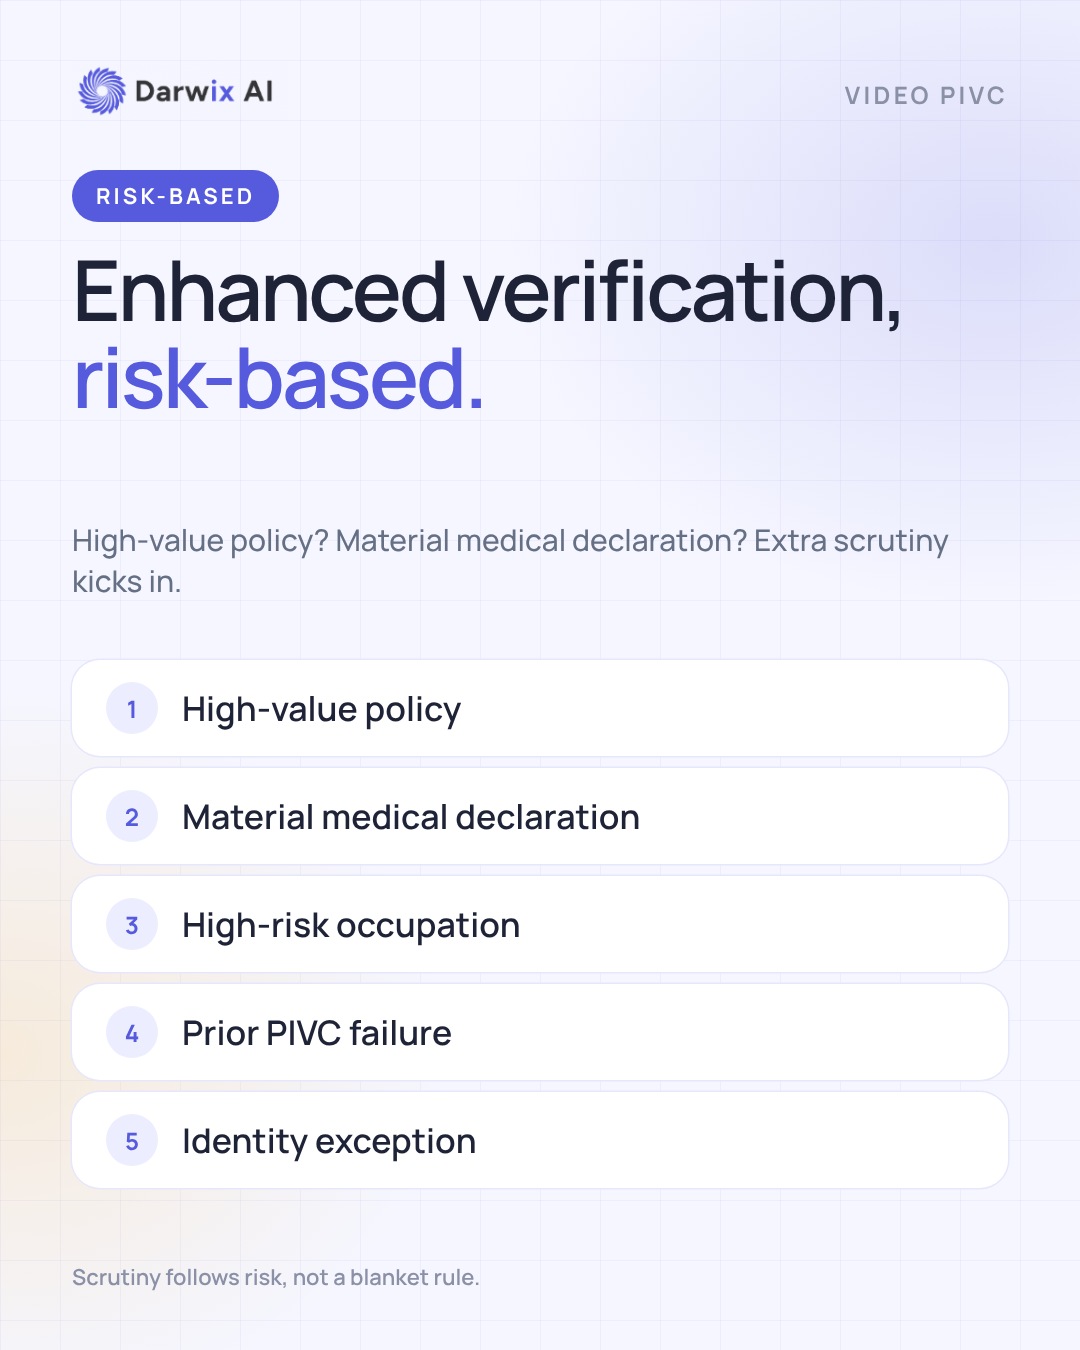 Darwix AI
VIDEO PIVC
RISK-BASED
Enhanced verification,
risk-based.
High-value policy? Material medical declaration? Extra scrutiny
kicks in.
1 High-value policy
2 Material medical declaration
3 High-risk occupation
4 Prior PIVC failure
5 Identity exception
Scrutiny follows risk, not a blanket rule.